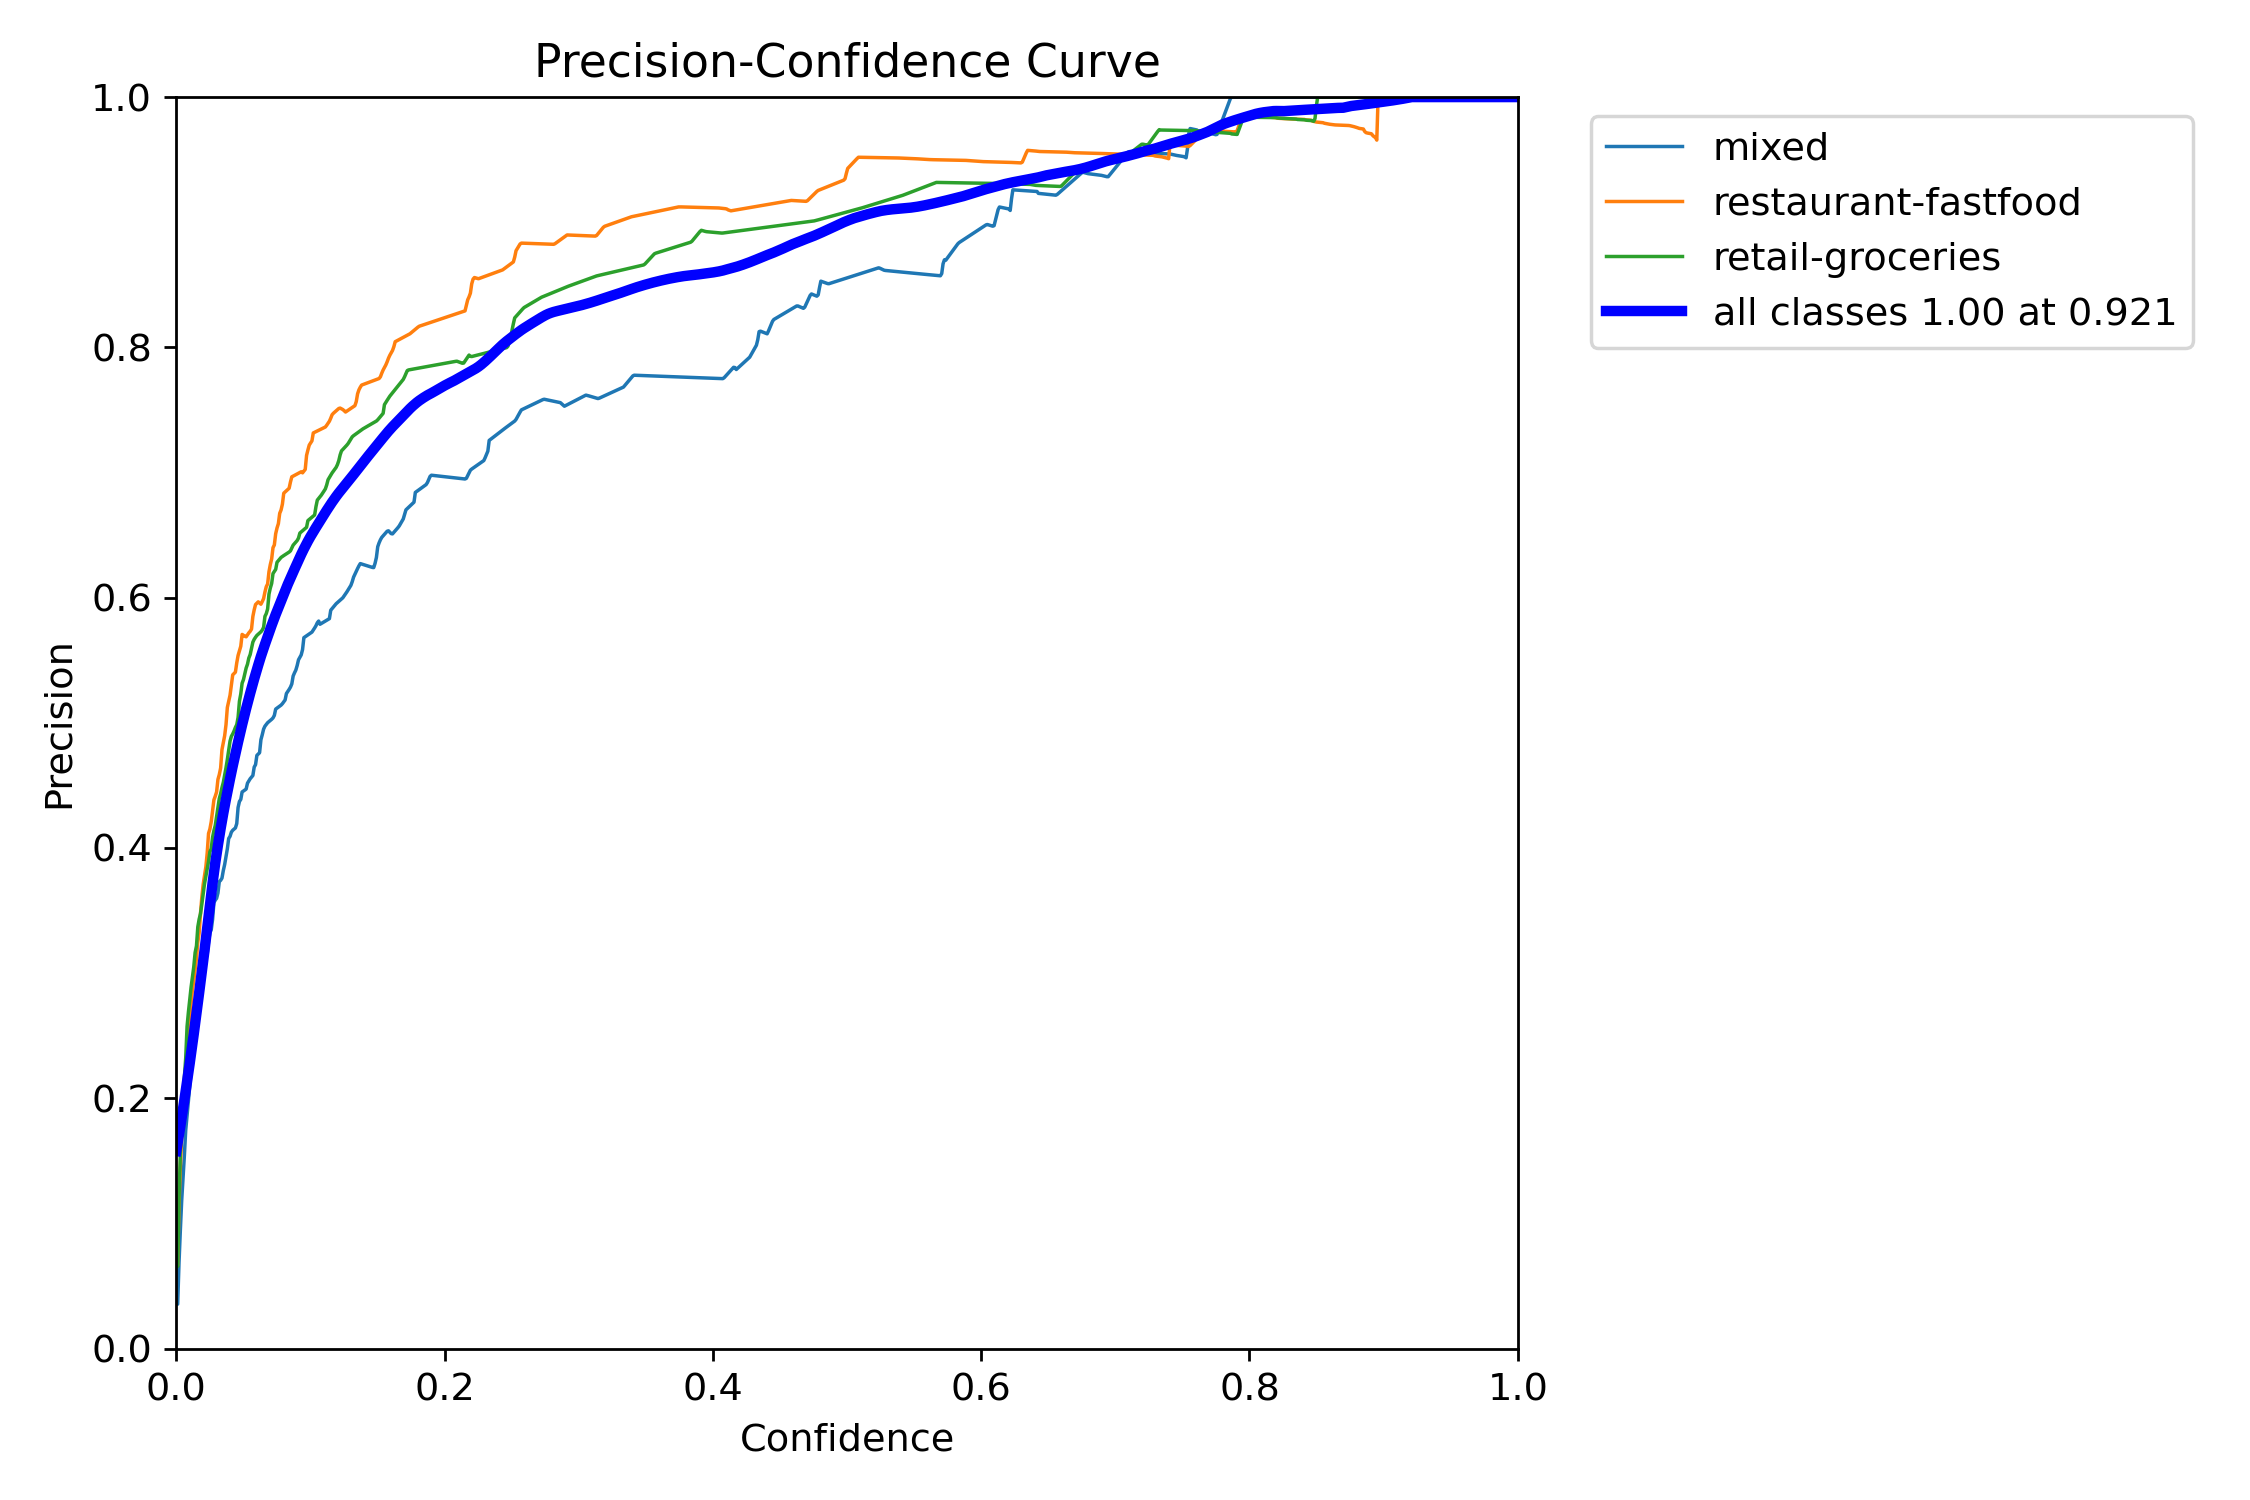 Precision-Confidence Curve
1.0
0.8
0.6
0.4
0.2
0.0
Precision
0.0 0.2 0.4 0.6 0.8 1.0
Confidence
mixed
restaurant-fastfood
retail-groceries
all classes 1.00 at 0.921